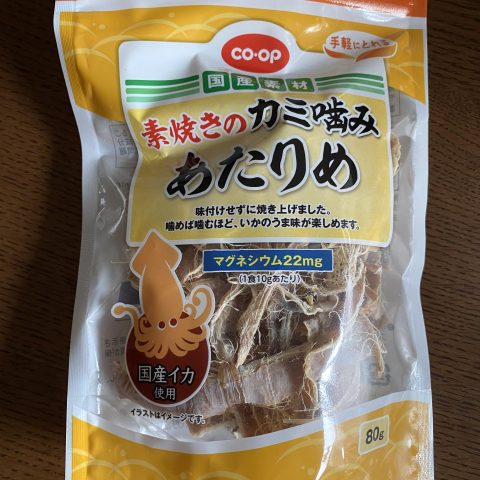 手軽にとれる
CO·OP
国産素材
素焼きのカミ噛み
あたりめ
味付けせずに焼き上げました。
噛めば噛むほど、いかのうま味が楽しめます。
マグネシウム22mg
(1食10gあたり)
国産イカ
使用
イラストはイメージです。
80g